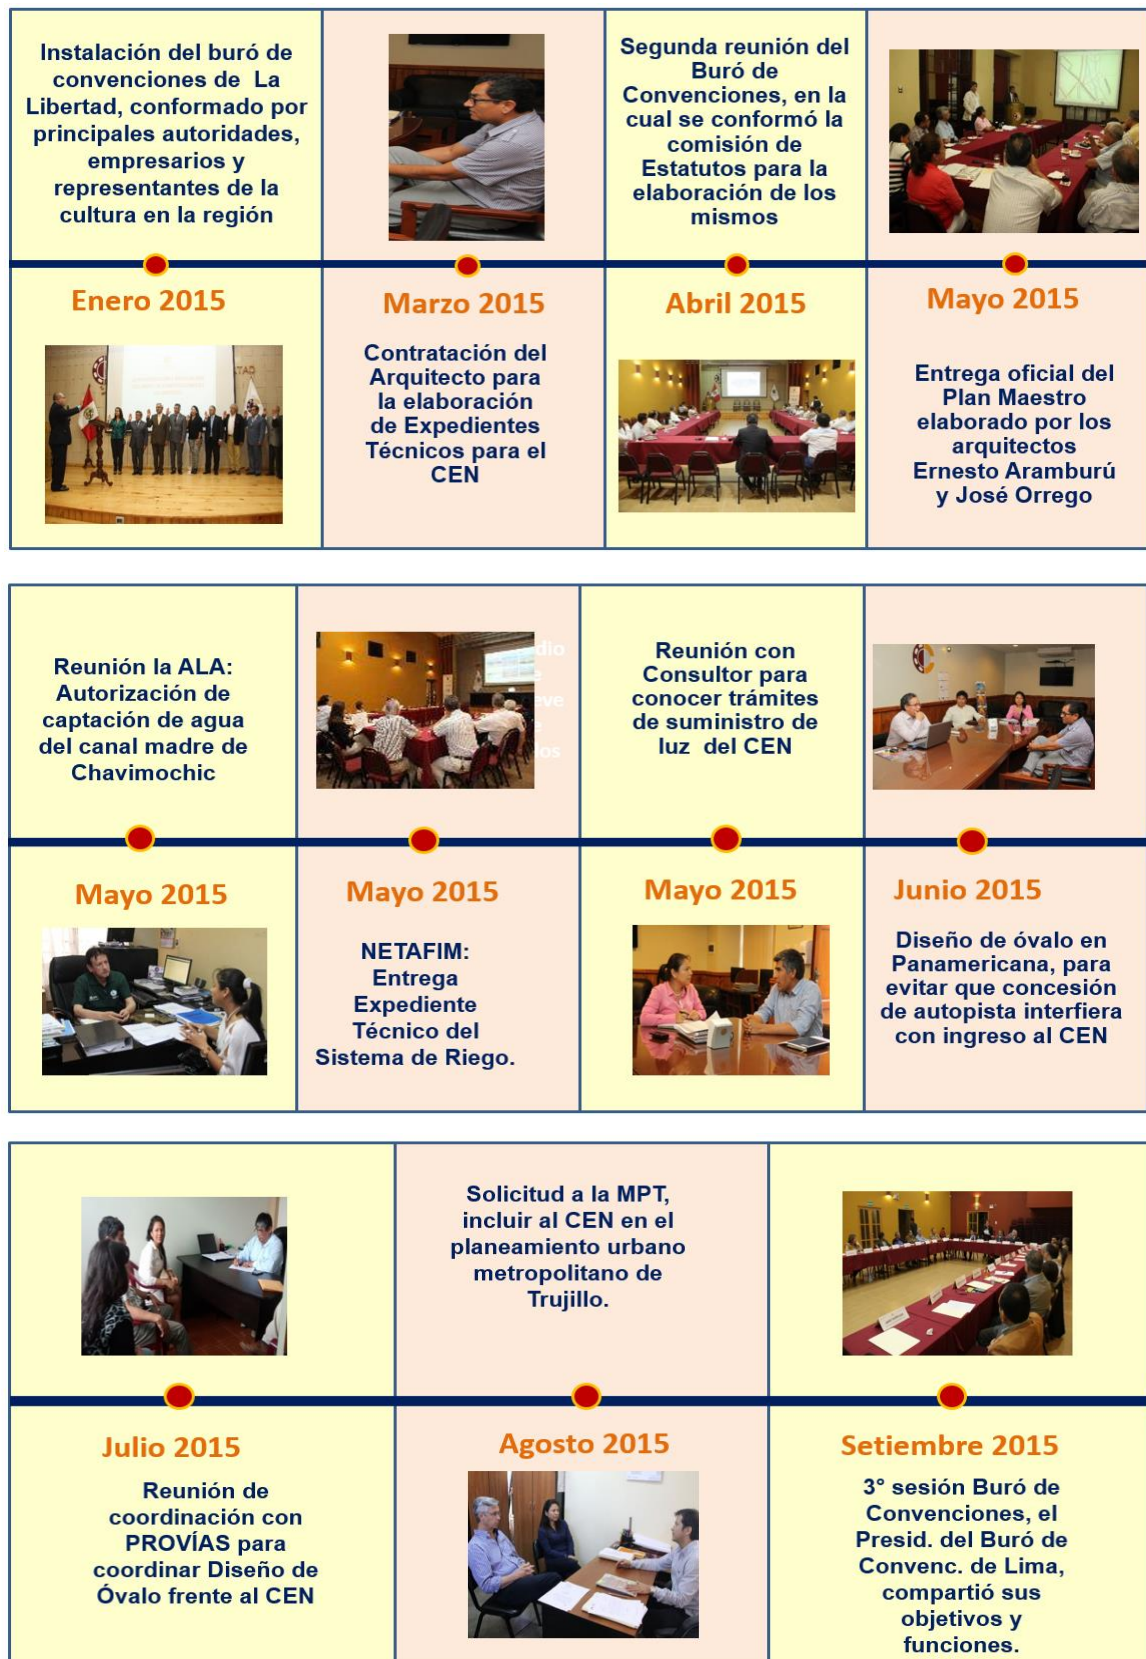 Instalación del buró de
convenciones de La
Libertad, conformado por
principales autoridades,
empresarios y
representantes de la
cultura en la región
Enero 2015
Marzo 2015
Contratación del
Arquitecto para
la elaboración
de Expedientes
Técnicos para el
CEN
Segunda reunión del
Buró de
Convenciones, en la
cual se conformó la
comisión de
Estatutos para la
elaboración de los
mismos
Abril 2015
Mayo 2015
Entrega oficial del
Plan Maestro
elaborado por los
arquitectos
Ernesto Aramburú
y José Orrego
Reunión la ALA:
Autorización de
captación de agua
del canal madre de
Chavimochic
Mayo 2015
dio
e
eve
e
los
Mayo 2015
NETAFIM:
Entrega
Expediente
Técnico del
Sistema de Riego.
Reunión con
Consultor para
conocer trámites
de suministro de
luz del CEN
Mayo 2015
Junio 2015
Diseño de óvalo en
Panamericana, para
evitar que concesión
de autopista interfiera
con ingreso al CEN
Julio 2015
Reunión de
coordinación con
PROVÍAS para
coordinar Diseño de
Óvalo frente al CEN
Solicitud a la MPT,
incluir al CEN en el
planeamiento urbano
metropolitano de
Trujillo.
Agosto 2015
Setiembre 2015
3° sesión Buró de
Convenciones, el
Presid. del Buró de
Convenc. de Lima,
compartió sus
objetivos y
funciones.